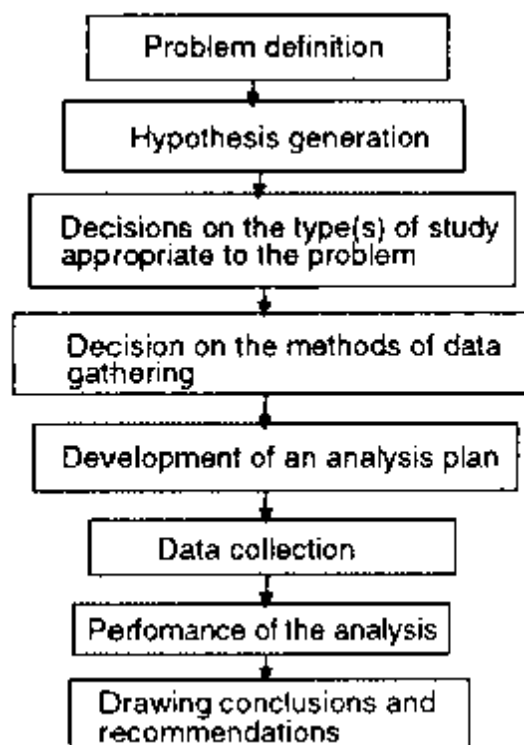 Problem definition
Hypothesis generation
Decisions on the type(s) of study
appropriate to the problem
Decision on the methods of data
gathering
Development of an analysis plan
Data collection
Perfomance of the analysis
Drawing conclusions and
recommendations